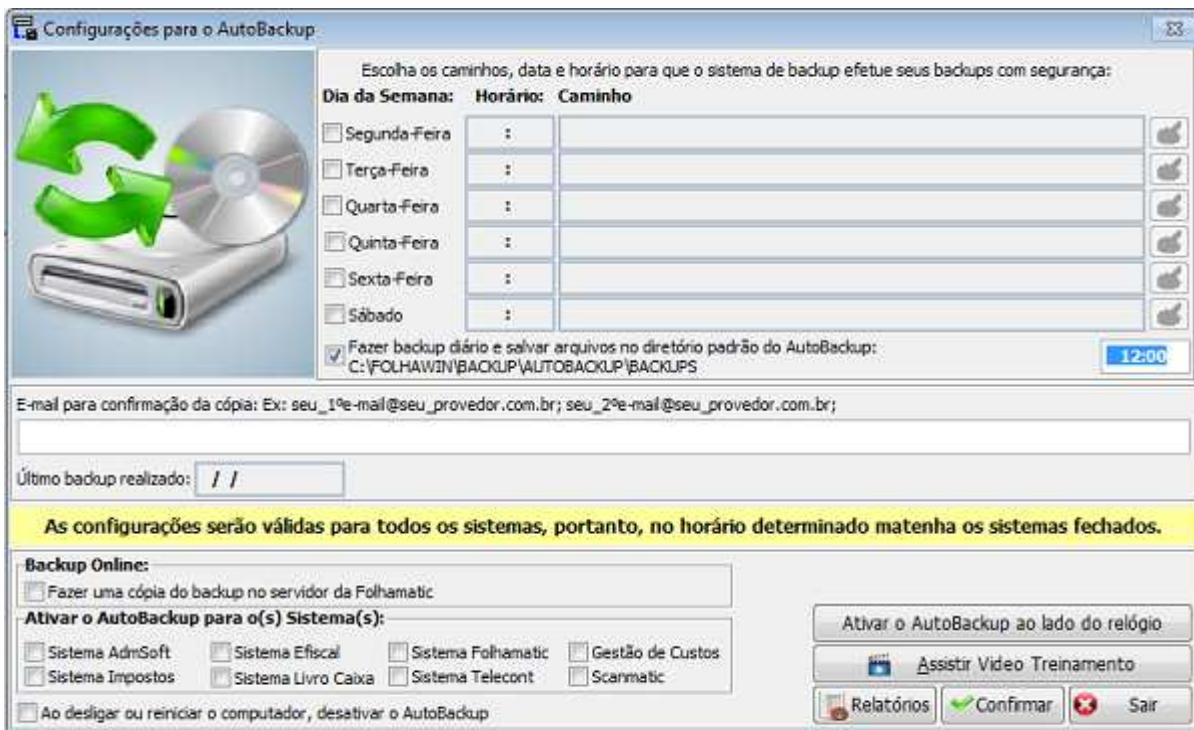 Configurações para o AutoBackup
Escolha os caminhos, data e horário para que o sistema de backup efetue seus backups com segurança:
Dia da Semana: Horário: Caminho
Segunda-Feira :
Terça-Feira :
Quarta-Feira :
Quinta-Feira :
Sexta-Feira :
Sábado :
Fazer backup diário e salvar arquivos no diretório padrão do AutoBackup:
C:\FOLHAWIN\BACKUP\AUTOBACKUP\BACKUPS
12:00
E-mail para confirmação da cópia: Ex: seu_1ºe-mail@seu_provedor.com.br; seu_2ºe-mail@seu_provedor.com.br;
Último backup realizado: / /
As configurações serão válidas para todos os sistemas, portanto, no horário determinado matenha os sistemas fechados.
Backup Online:
Fazer uma cópia do backup no servidor da Folhamatic
Ativar o AutoBackup para o(s) Sistema(s):
Sistema AdmSoft Sistema Efiscal Sistema Folhamatic Gestão de Custos
Sistema Impostos Sistema Livro Caixa Sistema Telecont Scanmatic
Ao desligar ou reiniciar o computador, desativar o AutoBackup
Ativar o AutoBackup ao lado do relógio
Assistir Video Treinamento
Relatórios Confirmar Sair